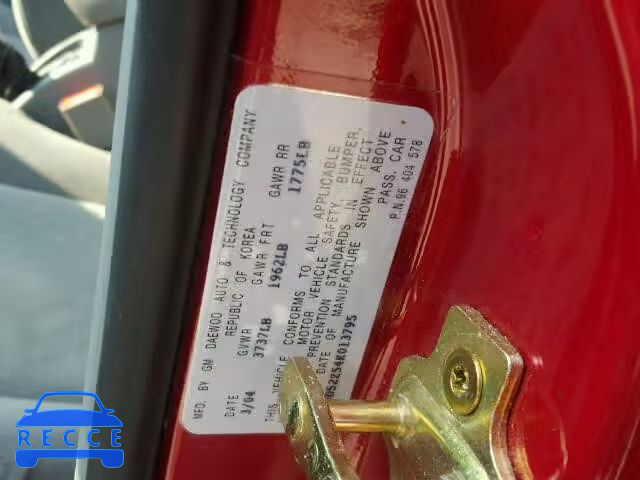 MFD. BY GM DAEWOO AUTO & TECHNOLOGY COMPANY
DATE REPUBLIC OF KOREA
GVWR GAWR FRT GAWR RR
3/04 3737LB 1962LB 1775LB
THIS VEHICLE CONFORMS TO ALL APPLICABLE
MOTOR VEHICLE SAFETY BUMPER,
PREVENTION STANDARDS IN EFFECT
DATE OF MANUFACTURE SHOWN ABOVE
52Z54K013795 PASS. CAR
P.N.96 404 578
RECCE